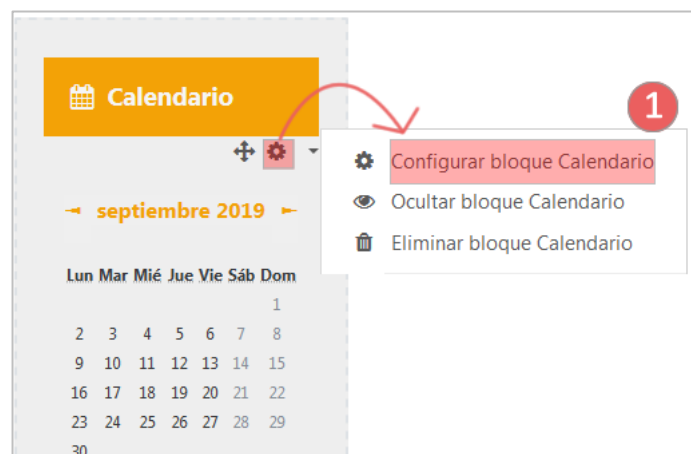 Calendario
1
Configurar bloque Calendario
Ocultar bloque Calendario
Eliminar bloque Calendario
septiembre 2019
Lun Mar Mié Jue Vie Sáb Dom
1
2 3 4 5 6 7 8
9 10 11 12 13 14 15
16 17 18 19 20 21 22
23 24 25 26 27 28 29
30